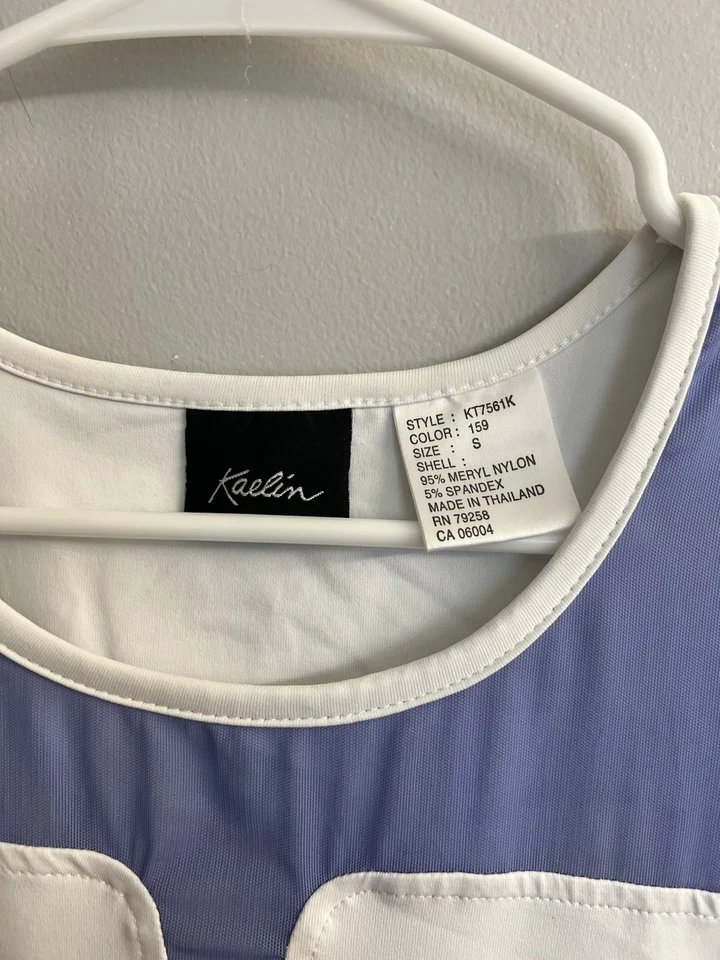 Kaelin
STYLE : KT7561K
COLOR : 159
SIZE : S
SHELL :
95% MERYL NYLON
5% SPANDEX
MADE IN THAILAND
RN 79258
CA 06004